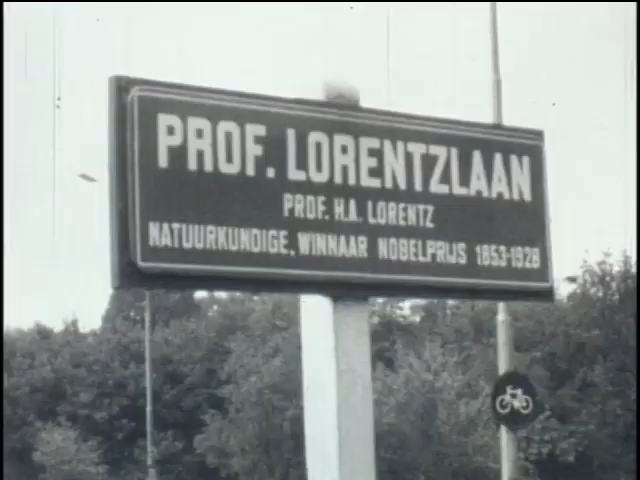 PROF. LORENTZLAAN
PROF. H.A. LORENTZ
NATUURKUNDIGE, WINNAAR NOBELPRIJS 1853-1928